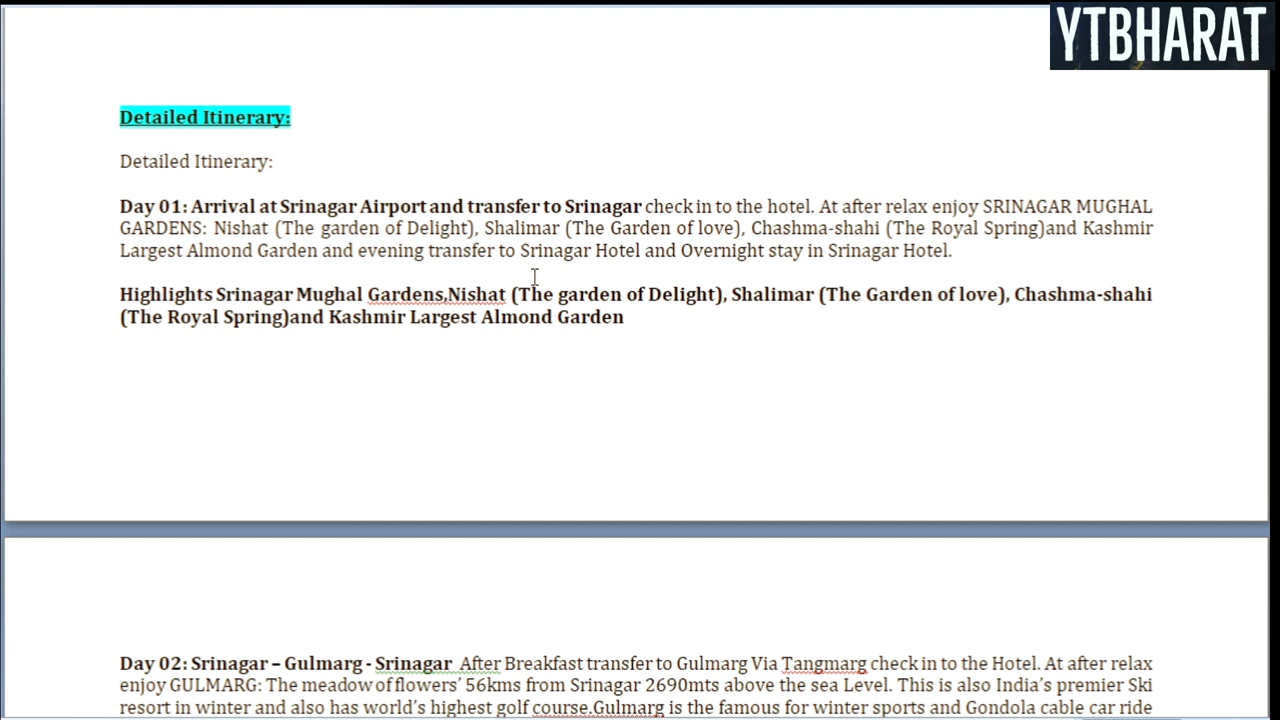 YTBHARAT
Detailed Itinerary:
Detailed Itinerary:
Day 01: Arrival at Srinagar Airport and transfer to Srinagar check in to the hotel. At after relax enjoy SRINAGAR MUGHAL
GARDENS: Nishat (The garden of Delight), Shalimar (The Garden of love), Chashma-shahi (The Royal Spring)and Kashmir
Largest Almond Garden and evening transfer to Srinagar Hotel and Overnight stay in Srinagar Hotel.
Highlights Srinagar Mughal Gardens,Nishat (The garden of Delight), Shalimar (The Garden of love), Chashma-shahi
(The Royal Spring)and Kashmir Largest Almond Garden
Day 02: Srinagar – Gulmarg - Srinagar After Breakfast transfer to Gulmarg Via Tangmarg check in to the Hotel. At after relax
enjoy GULMARG: The meadow of flowers’ 56kms from Srinagar 2690mts above the sea Level. This is also India’s premier Ski
resort in winter and also has world’s highest golf course.Gulmarg is the famous for winter sports and Gondola cable car ride